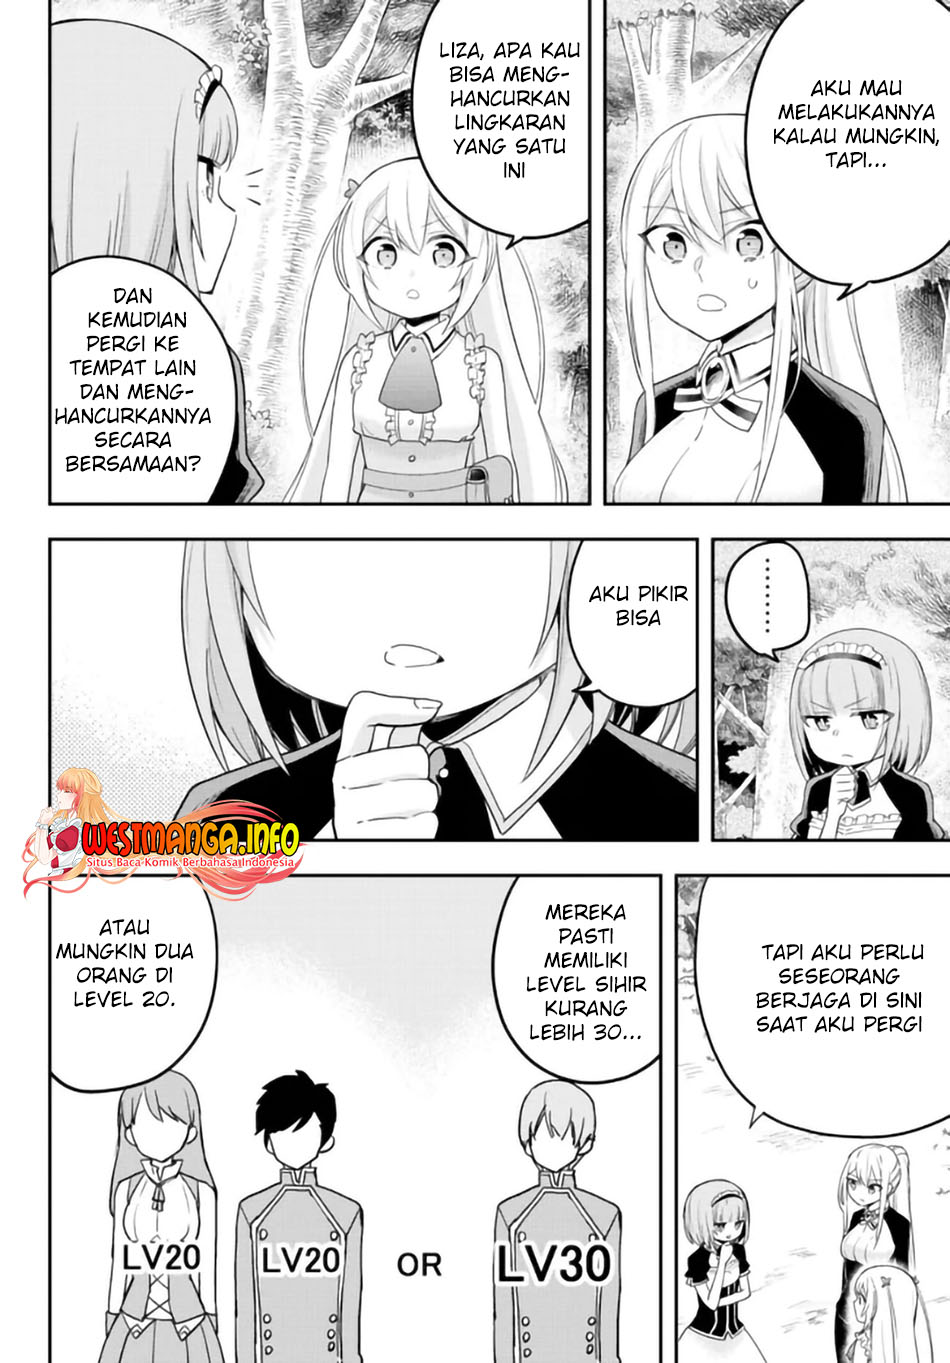 AKU MAU
MELAKUKANNYA
KALAU MUNGKIN,
TAPI...
LIZA, APA KAU
BISA MENG-
HANCURKAN
LINGKARAN
YANG SATU
INI
DAN
KEMUDIAN
PERGI KE
TEMPAT LAIN
DAN MENG-
HANCURKANNYA
SECARA
BERSAMAAN?
.........
AKU PIKIR
BISA
WESTMANGA.INFO
Situs Baca Komik Berbahasa Indonesia
TAPI AKU PERLU
SESEORANG
BERJAGA DI SINI
SAAT AKU PERGI
MEREKA
PASTI
MEMILIKI
LEVEL SIHIR
KURANG
LEBIH 30...
ATAU
MUNGKIN DUA
ORANG DI
LEVEL 20.
LV20
LV20
OR
LV30